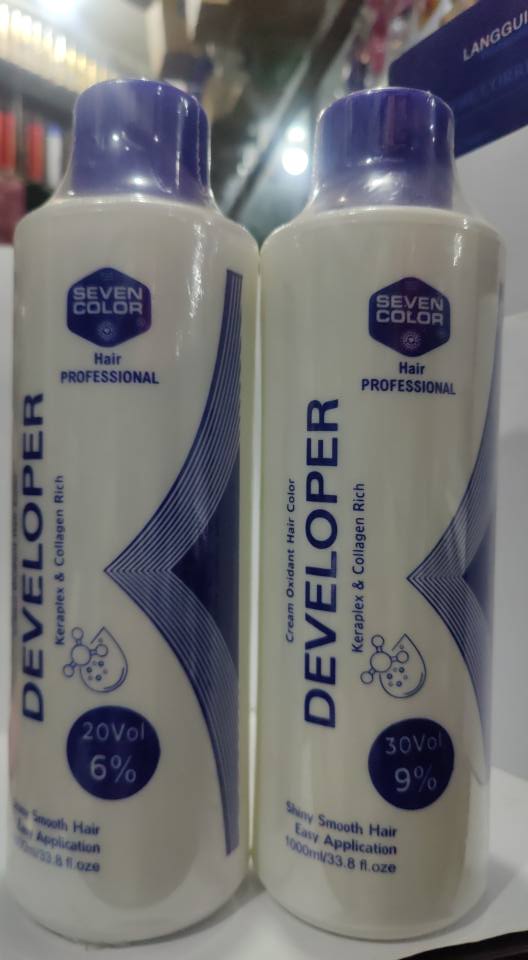 LANGGUI
SEVEN
COLOR
Hair
PROFESSIONAL
DEVELOPER
Keraplex & Collagen Rich
20Vol
6%
Shiny Smooth Hair
Easy Application
/33.8 fl.oze
SEVEN
COLOR
Hair
PROFESSIONAL
Cream Oxidant Hair Color
DEVELOPER
Keraplex & Collagen Rich
30Vol
9%
Shiny Smooth Hair
Easy Application
1000ml/33.8 fl.oze